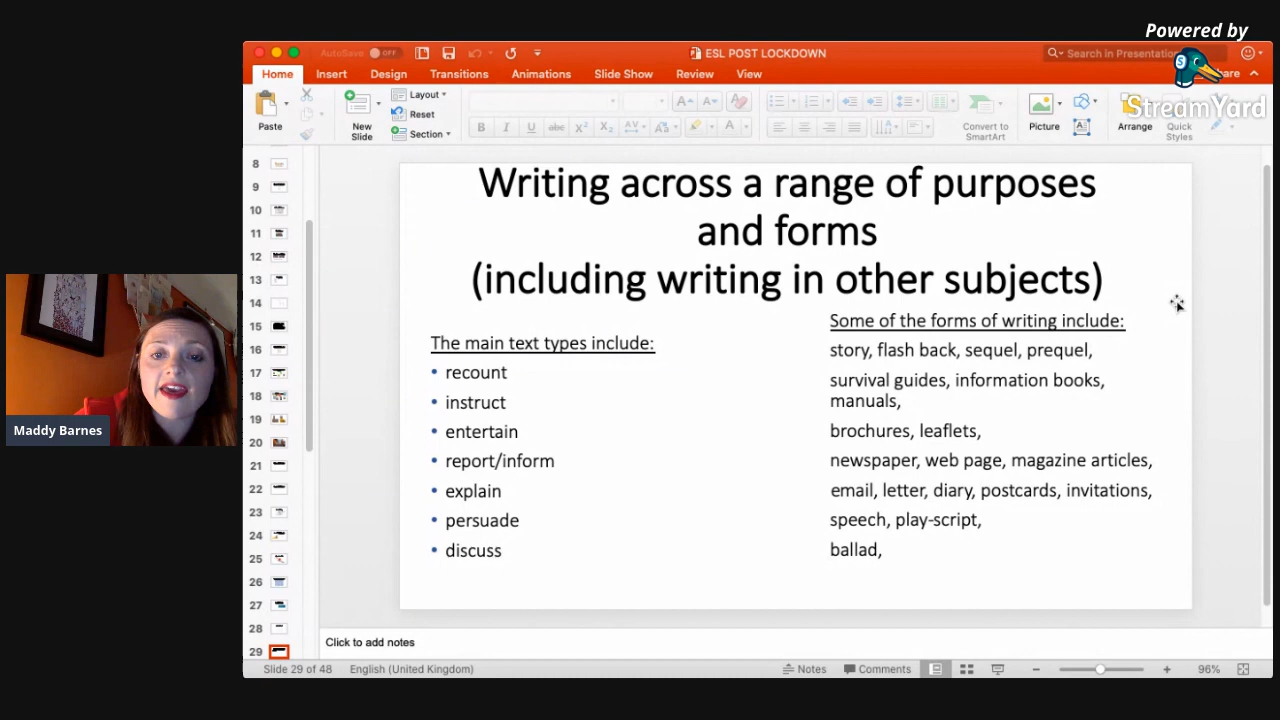 Powered by
StreamYard
AutoSave OFF
ESL POST LOCKDOWN
Search in Presentation
Home Insert Design Transitions Animations Slide Show Review View
Share
Paste
New Slide
Layout
Reset
Section
Convert to SmartArt
Picture
Arrange
Quick Styles
8
9
10
11
12
13
14
15
16
17
18
19
20
21
22
23
24
25
26
27
28
29
Writing across a range of purposes
and forms
(including writing in other subjects)
The main text types include:
• recount
• instruct
• entertain
• report/inform
• explain
• persuade
• discuss
Some of the forms of writing include:
story, flash back, sequel, prequel,
survival guides, information books,
manuals,
brochures, leaflets,
newspaper, web page, magazine articles,
email, letter, diary, postcards, invitations,
speech, play-script,
ballad,
Maddy Barnes
Click to add notes
Slide 29 of 48 English (United Kingdom) Notes Comments 96%